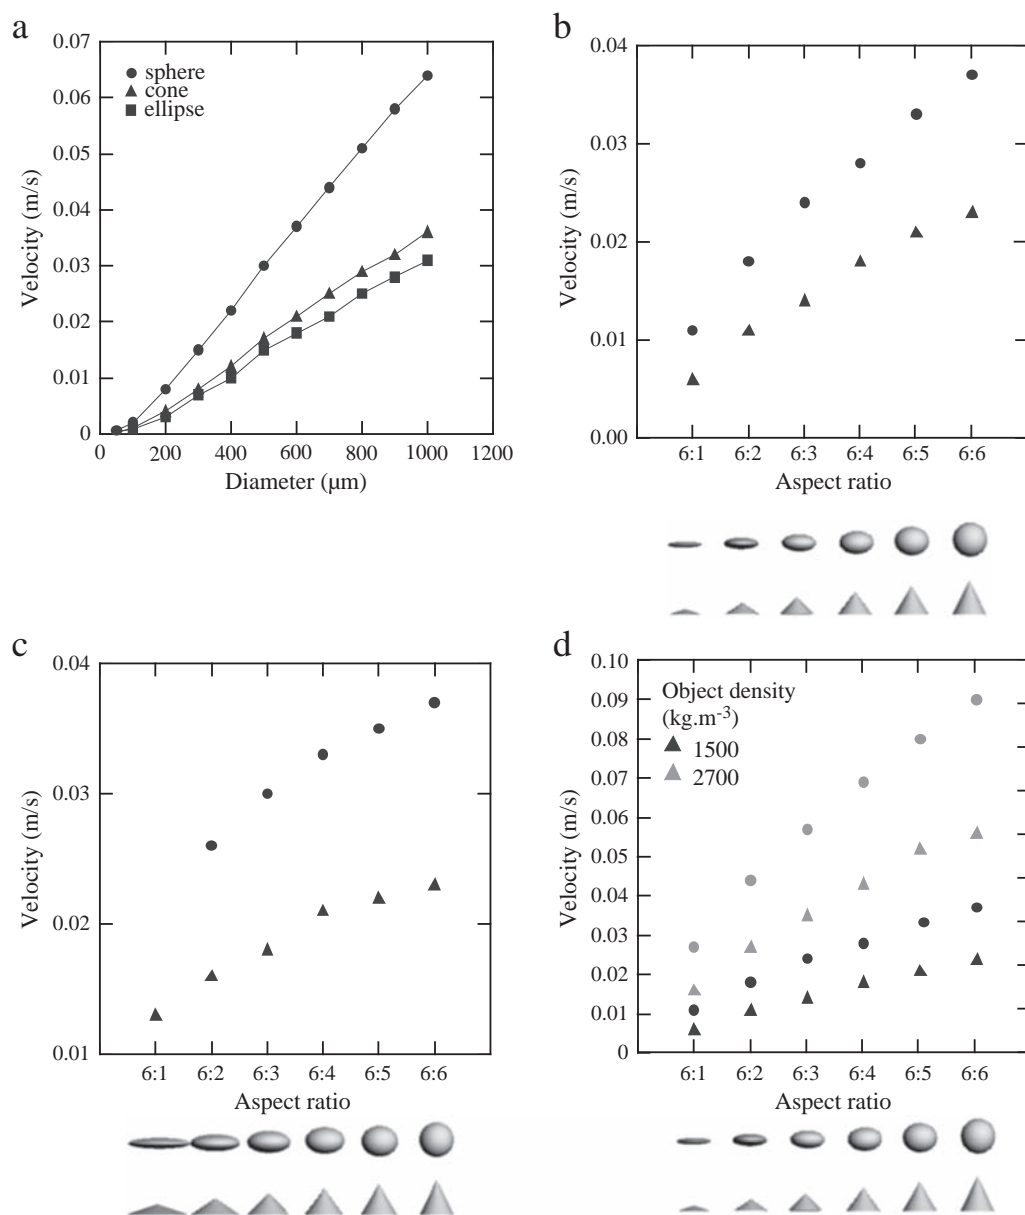 a
0.07
0.06
0.05
0.04
0.03
0.02
0.01
0
sphere
cone
ellipse
Velocity (m/s)
0 200 400 600 800 1000 1200
Diameter (µm)
b
0.04
0.03
0.02
0.01
0.00
Velocity (m/s)
6:1 6:2 6:3 6:4 6:5 6:6
Aspect ratio
c
0.04
0.03
0.02
0.01
Velocity (m/s)
6:1 6:2 6:3 6:4 6:5 6:6
Aspect ratio
d
0.10
0.09
0.08
0.07
0.06
0.05
0.04
0.03
0.02
0.01
0
Object density
(kg.m⁻³)
1500
2700
Velocity (m/s)
6:1 6:2 6:3 6:4 6:5 6:6
Aspect ratio